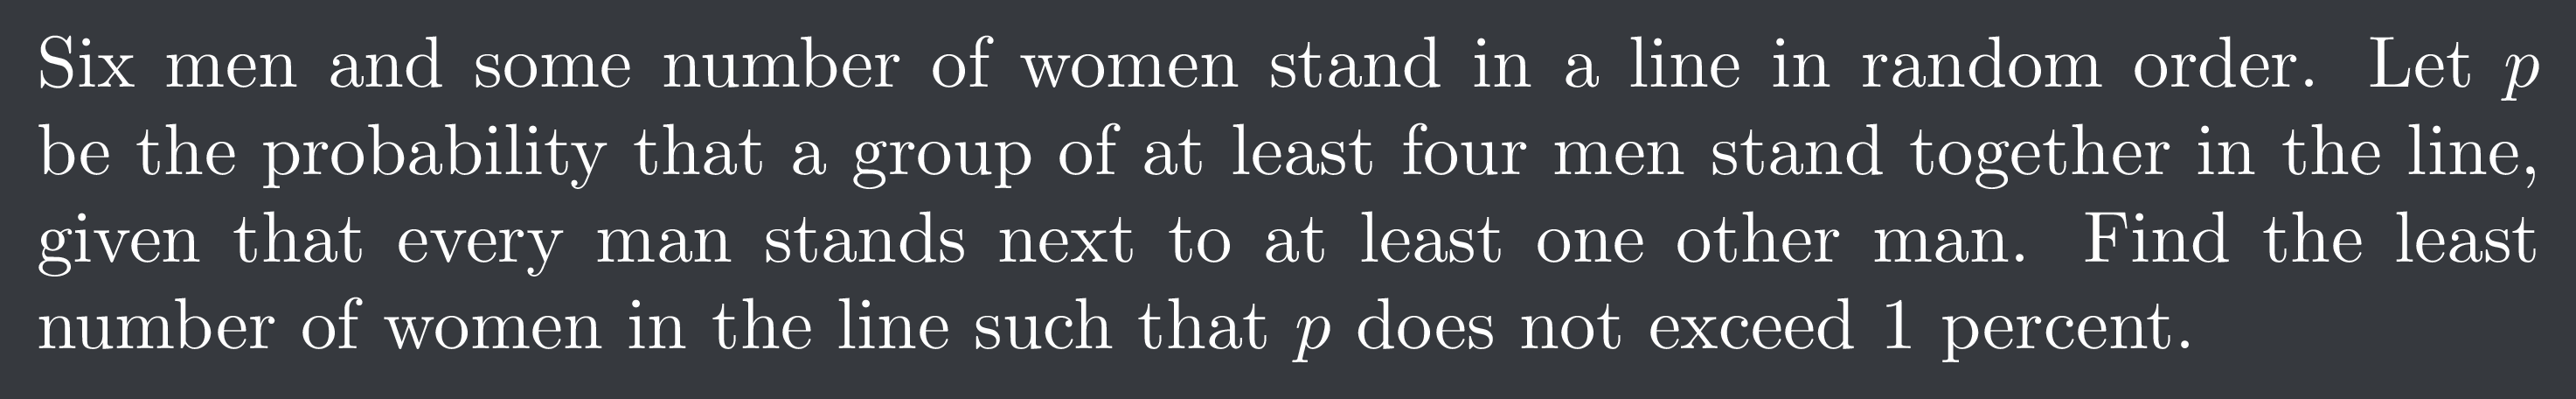 Six men and some number of women stand in a line in random order. Let p
be the probability that a group of at least four men stand together in the line,
given that every man stands next to at least one other man. Find the least
number of women in the line such that p does not exceed 1 percent.